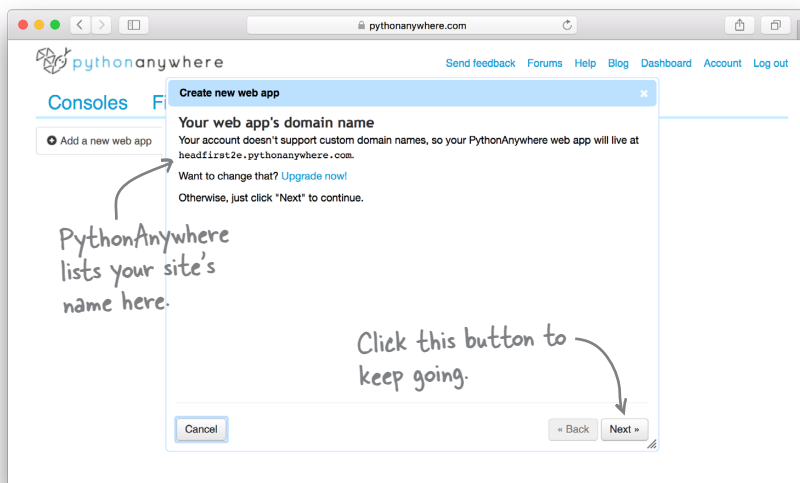 pythonanywhere.com
pythonanywhere
Send feedback Forums Help Blog Dashboard Account Log out
Consoles Fi
Add a new web app
Create new web app ×
Your web app's domain name
Your account doesn't support custom domain names, so your PythonAnywhere web app will live at
headfirst2e.pythonanywhere.com.
Want to change that? Upgrade now!
Otherwise, just click "Next" to continue.
PythonAnywhere
lists your site's
name here.
Click this button to
keep going.
Cancel « Back Next »